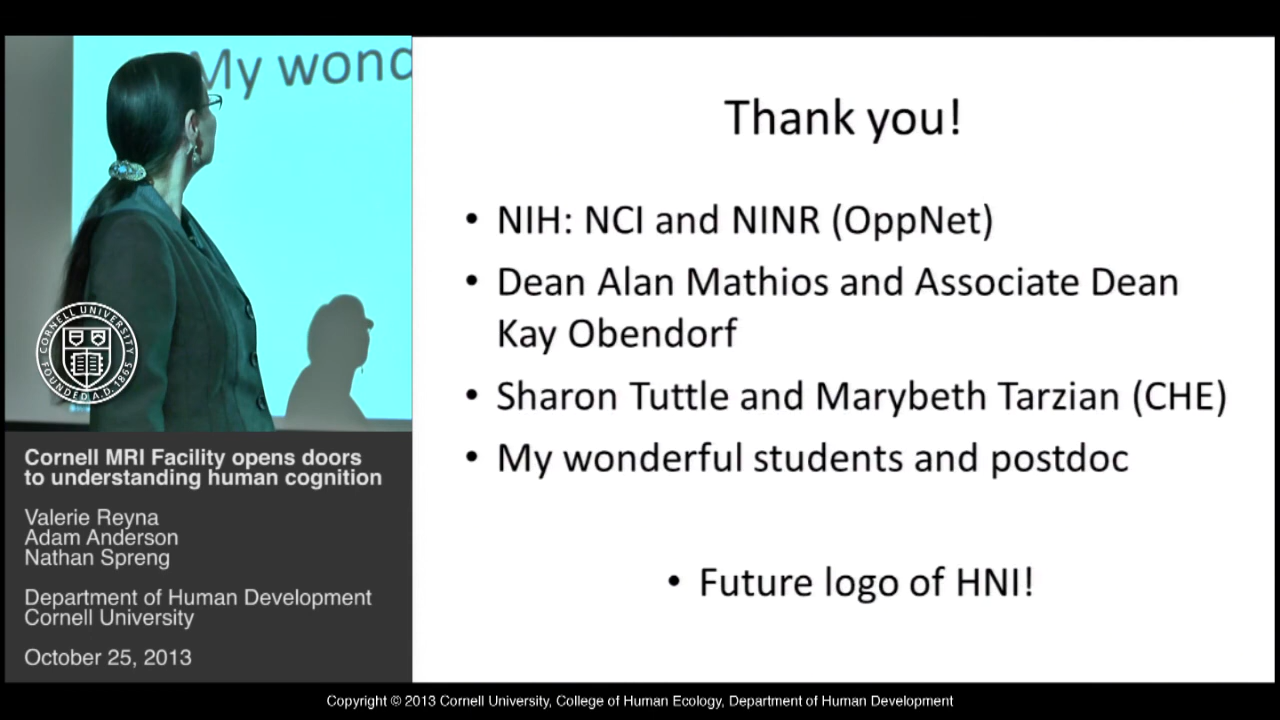 My wond
CORNELL UNIVERSITY
FOUNDED A.D. 1865
Cornell MRI Facility opens doors
to understanding human cognition
Valerie Reyna
Adam Anderson
Nathan Spreng
Department of Human Development
Cornell University
October 25, 2013
Thank you!
• NIH: NCI and NINR (OppNet)
• Dean Alan Mathios and Associate Dean
Kay Obendorf
• Sharon Tuttle and Marybeth Tarzian (CHE)
• My wonderful students and postdoc
• Future logo of HNI!
Copyright © 2013 Cornell University, College of Human Ecology, Department of Human Development